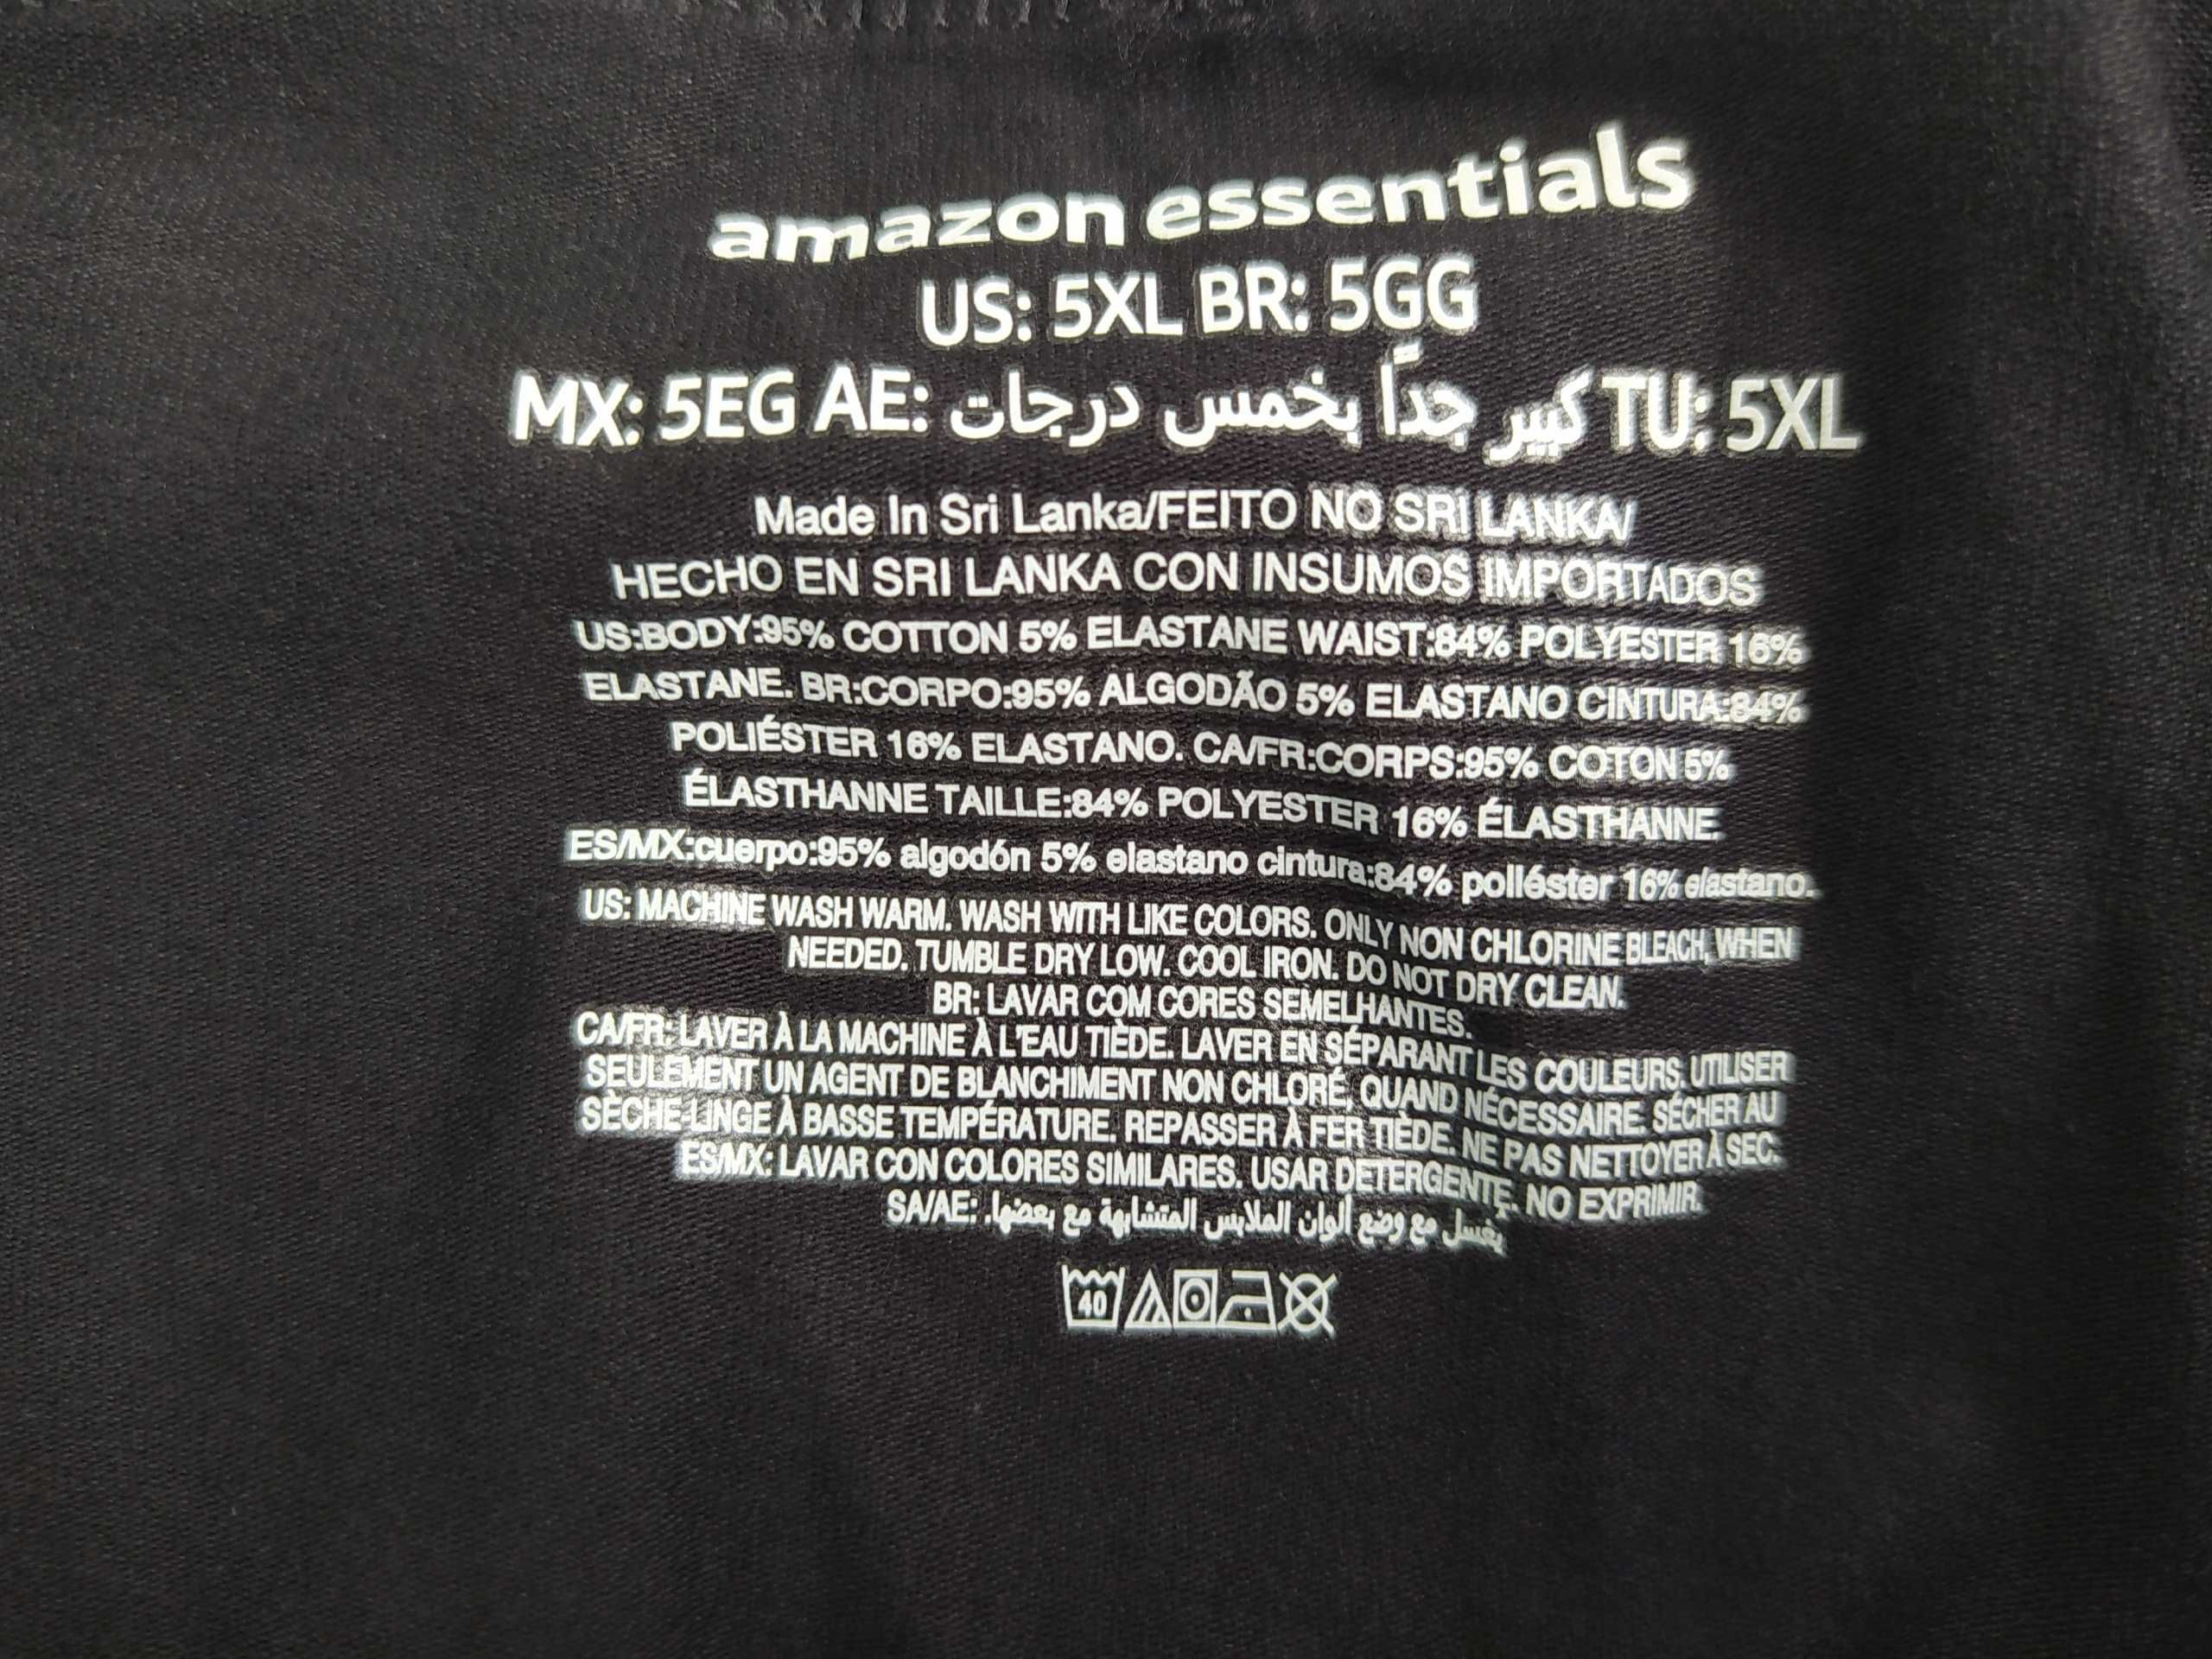 amazon essentials
US: 5XL BR: 5GG
MX: 5EG AE: كبير جداً بخمس درجات TU: 5XL
Made In Sri Lanka/FEITO NO SRI LANKA/
HECHO EN SRI LANKA CON INSUMOS IMPORTADOS
US:BODY:95% COTTON 5% ELASTANE WAIST:84% POLYESTER 16%
ELASTANE. BR:CORPO:95% ALGODÃO 5% ELASTANO CINTURA:84%
POLIÉSTER 16% ELASTANO. CA/FR:CORPS:95% COTON 5%
ÉLASTHANNE TAILLE:84% POLYESTER 16% ÉLASTHANNE.
ES/MX:cuerpo:95% algodón 5% elastano cintura:84% poliéster 16% elastano.
US: MACHINE WASH WARM. WASH WITH LIKE COLORS. ONLY NON CHLORINE BLEACH, WHEN
NEEDED. TUMBLE DRY LOW. COOL IRON. DO NOT DRY CLEAN.
BR: LAVAR COM CORES SEMELHANTES.
CA/FR: LAVER À LA MACHINE À L'EAU TIÈDE. LAVER EN SÉPARANT LES COULEURS. UTILISER
SEULEMENT UN AGENT DE BLANCHIMENT NON CHLORÉ, QUAND NÉCESSAIRE. SÉCHER AU
SÈCHE-LINGE À BASSE TEMPÉRATURE. REPASSER À FER TIÈDE. NE PAS NETTOYER À SEC.
ES/MX: LAVAR CON COLORES SIMILARES. USAR DETERGENTE. NO EXPRIMIR.
SA/AE: يغسل مع وضع ألوان الملابس المتشابهة مع بعضها.
40